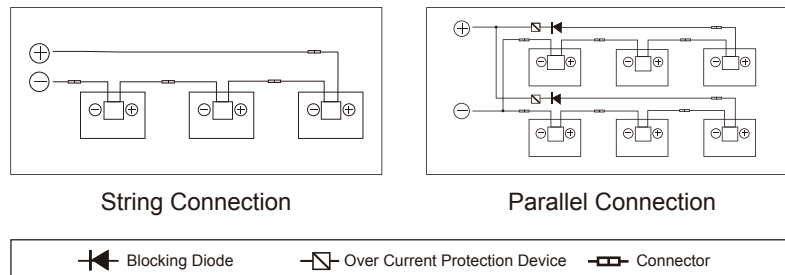 String Connection
Parallel Connection
Blocking Diode
Over Current Protection Device
Connector